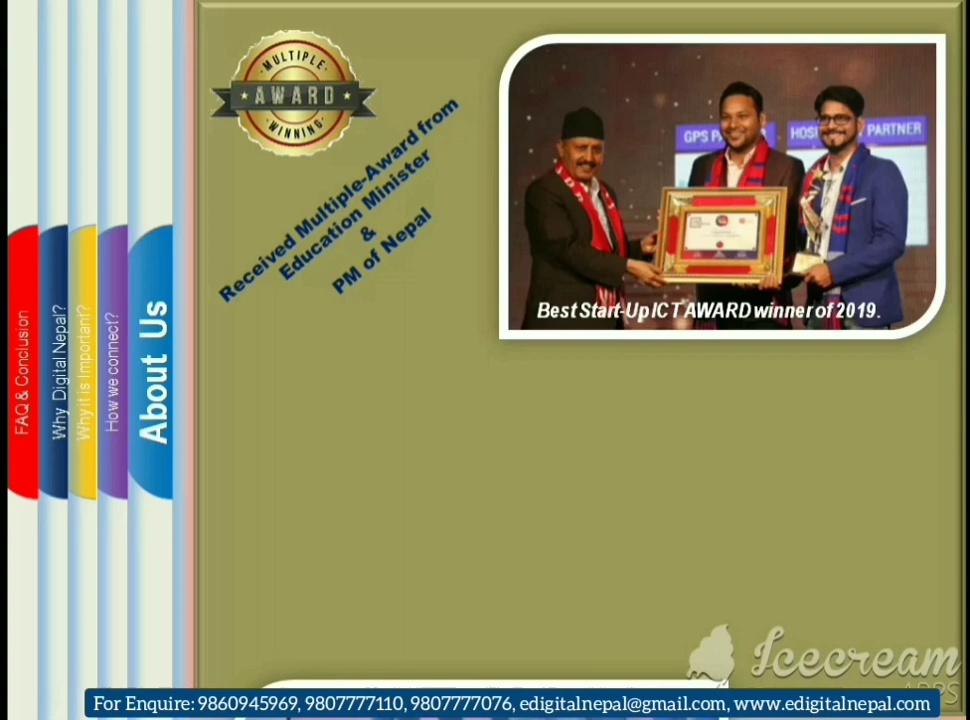 MULTIPLE
AWARD
WINNING
Received Multiple-Award from
Education Minister
&
PM of Nepal
GPS
HOS
PARTNER
Best Start-Up ICT AWARD winner of 2019.
FAQ & Conclusion
Why Digital Nepal?
Why it is Important?
How we connect?
About Us
Icecream
APPS
For Enquire: 9860945969, 9807777110, 9807777076, edigitalnepal@gmail.com, www.edigitalnepal.com